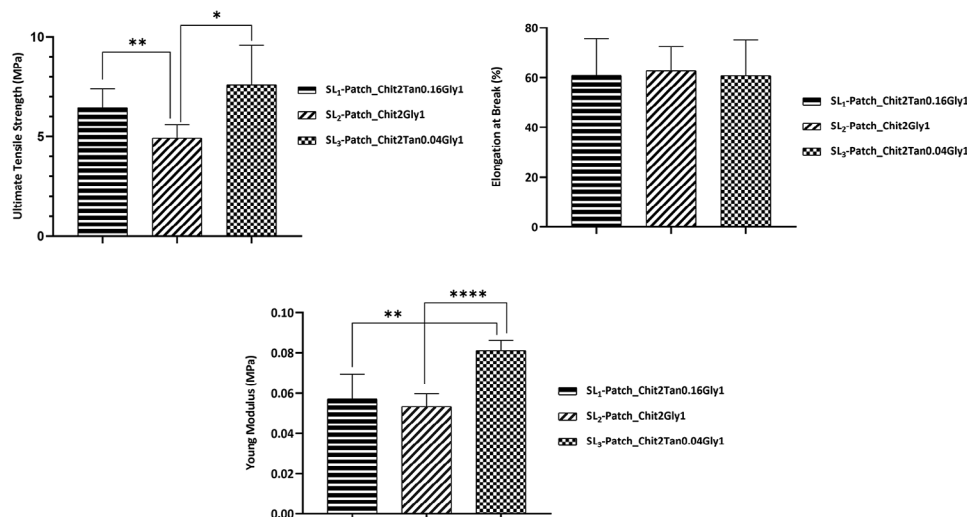 Ultimate Tensile Strength (MPa)
10
5
0
**
*
SL₁-Patch_Chit2Tan0.16Gly1
SL₂-Patch_Chit2Gly1
SL₃-Patch_Chit2Tan0.04Gly1
Elongation at Break (%)
80
60
40
20
0
SL₁-Patch_Chit2Tan0.16Gly1
SL₂-Patch_Chit2Gly1
SL₃-Patch_Chit2Tan0.04Gly1
Young Modulus (MPa)
0.10
0.08
0.06
0.04
0.02
0.00
**
****
SL₁-Patch_Chit2Tan0.16Gly1
SL₂-Patch_Chit2Gly1
SL₃-Patch_Chit2Tan0.04Gly1